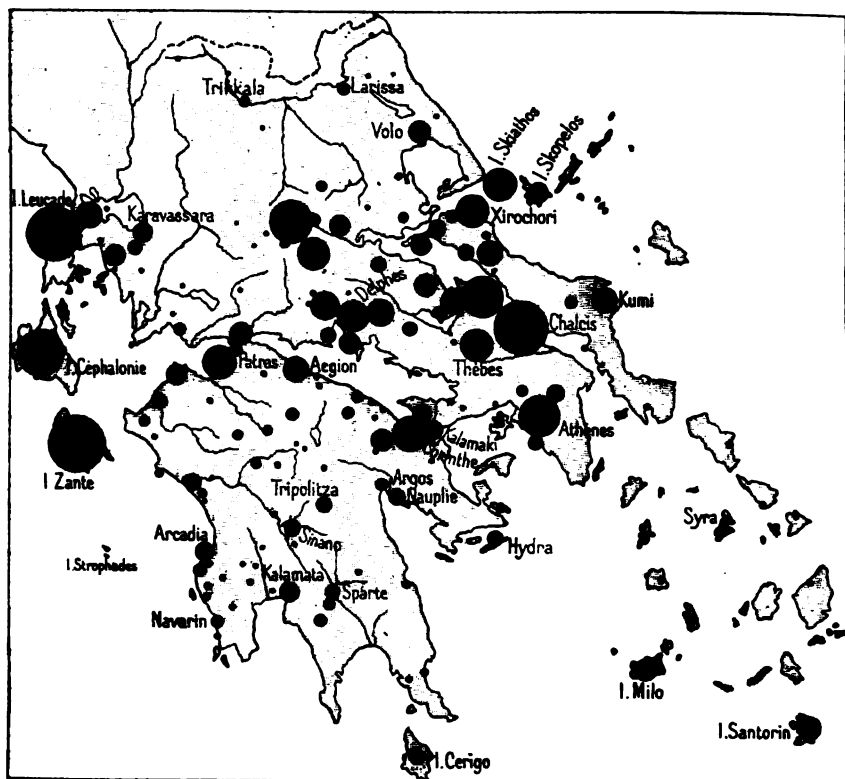 Trikkala
Larissa
Volo
I. Skiathos
I. Skopelos
I. Leucade
Karavassara
Xirochori
Delphes
Kumi
Chalcis
I. Céphalonie
Patras
Aegion
Thèbes
Athènes
Kalamaki
I. Zante
Argos
Nauplie
Tripolitza
Sinano
Syra
Arcadia
Hydra
I. Strophades
Kalamata
Sparte
Navarin
I. Milo
I. Santorin
I. Cerigo